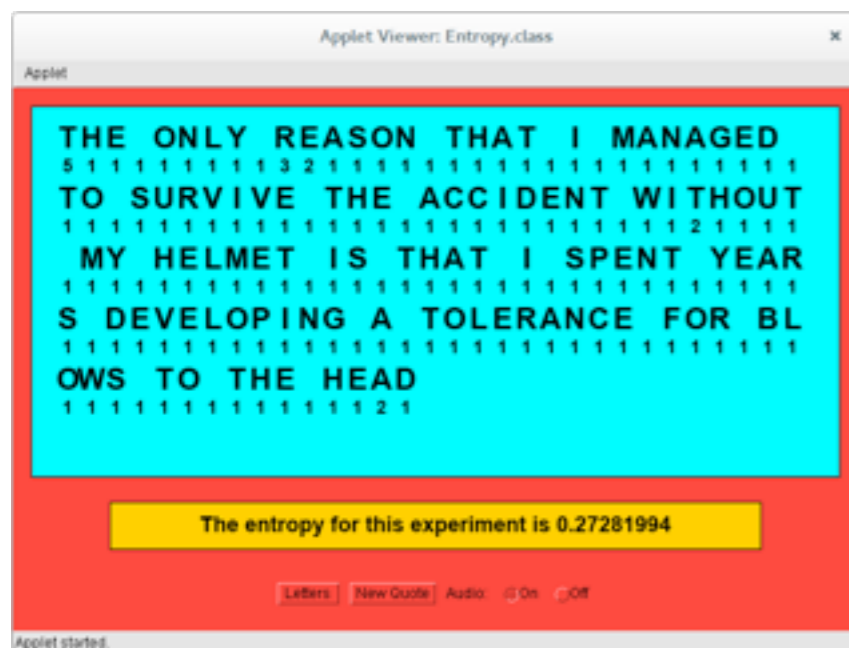 Applet Viewer: Entropy.class ×
Applet
THE ONLY REASON THAT I MANAGED
5 1 1 1 1 1 1 1 1 3 2 1 1 1 1 1 1 1 1 1 1 1 1 1 1 1 1 1 1 1 1
TO SURVIVE THE ACCIDENT WITHOUT
1 1 1 1 1 1 1 1 1 1 1 1 1 1 1 1 1 1 1 1 1 1 1 1 1 1 2 1 1 1 1
MY HELMET IS THAT I SPENT YEAR
1 1 1 1 1 1 1 1 1 1 1 1 1 1 1 1 1 1 1 1 1 1 1 1 1 1 1 1 1 1 1
S DEVELOPING A TOLERANCE FOR BL
1 1 1 1 1 1 1 1 1 1 1 1 1 1 1 1 1 1 1 1 1 1 1 1 1 1 1 1 1 1 1
OWS TO THE HEAD
1 1 1 1 1 1 1 1 1 1 1 1 1 2 1
The entropy for this experiment is 0.27281994
Letters New Quote Audio: On Off
Applet started.